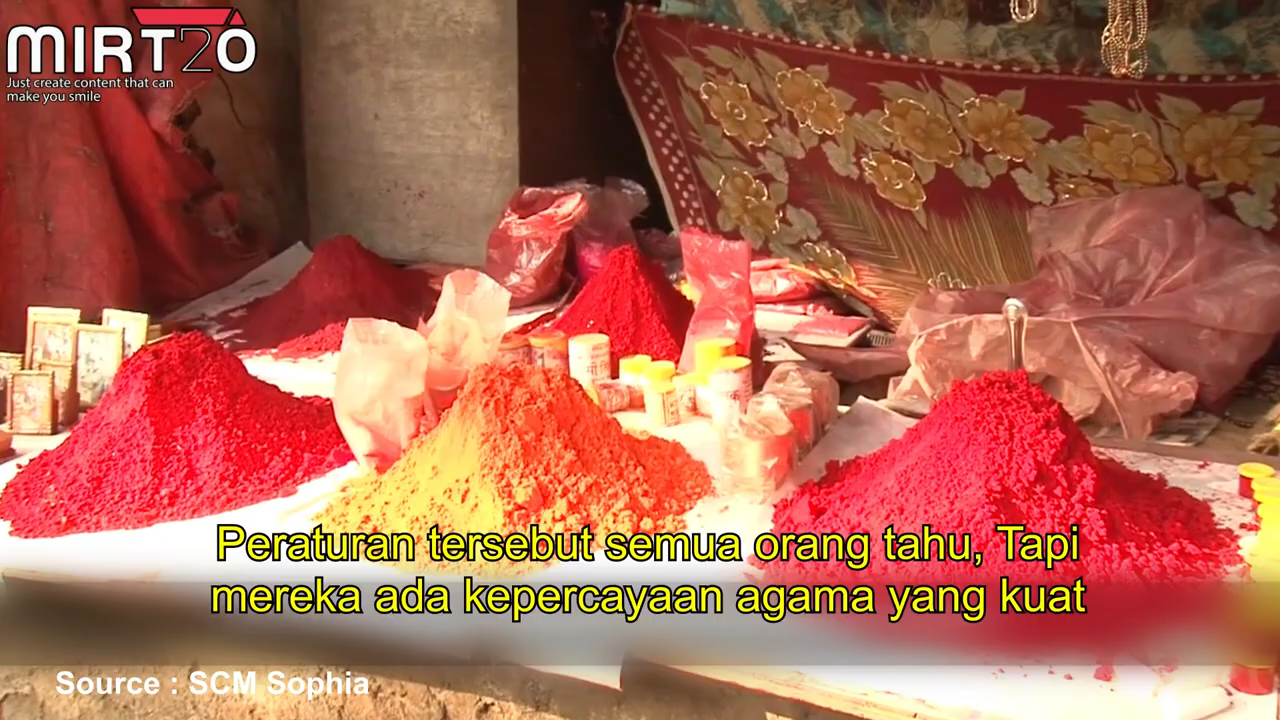 MIRT20
Just create content that can
make you smile
Peraturan tersebut semua orang tahu, Tapi
mereka ada kepercayaan agama yang kuat
Source : SCM Sophia